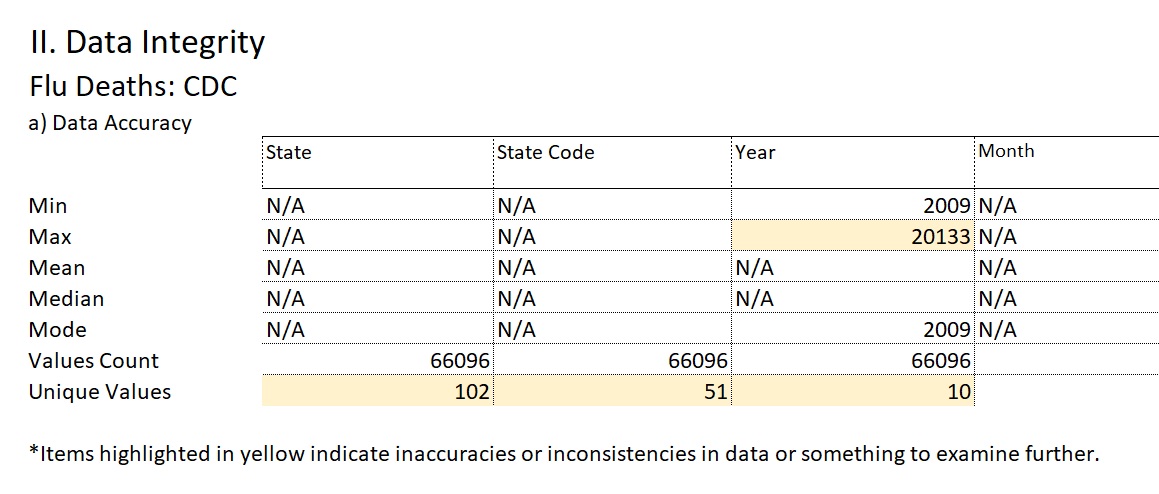 II. Data Integrity
Flu Deaths: CDC
a) Data Accuracy
State State Code Year Month
Min N/A N/A 2009 N/A
Max N/A N/A 20133 N/A
Mean N/A N/A N/A N/A
Median N/A N/A N/A N/A
Mode N/A N/A 2009 N/A
Values Count 66096 66096 66096
Unique Values 102 51 10
*Items highlighted in yellow indicate inaccuracies or inconsistencies in data or something to examine further.